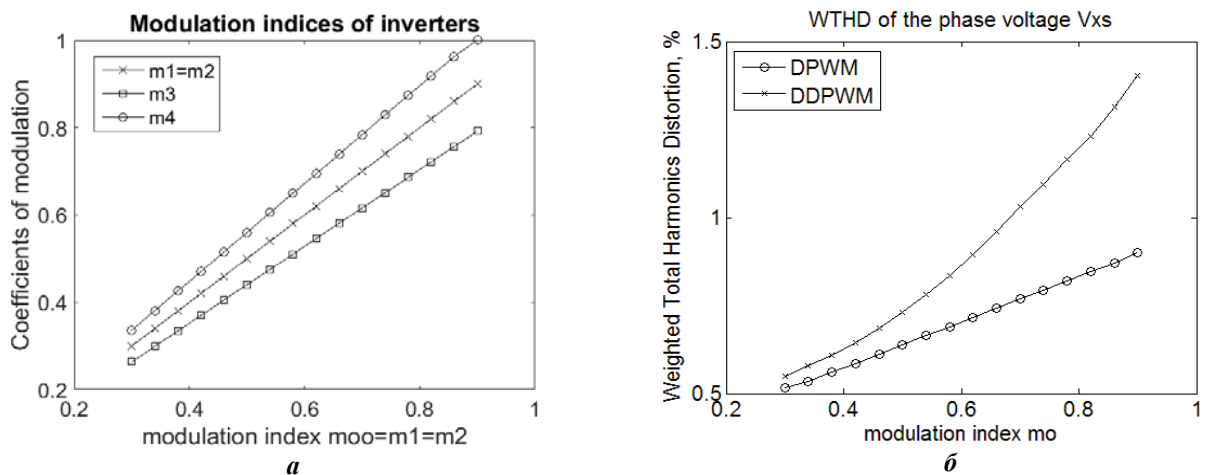 Modulation indices of inverters
1
0.8
0.6
0.4
0.2
Coefficients of modulation
m1=m2
m3
m4
0.2 0.4 0.6 0.8 1
modulation index moo=m1=m2
а
WTHD of the phase voltage Vxs
1.5
1
0.5
Weighted Total Harmonics Distortion, %
DPWM
DDPWM
0.2 0.4 0.6 0.8 1
modulation index mo
б